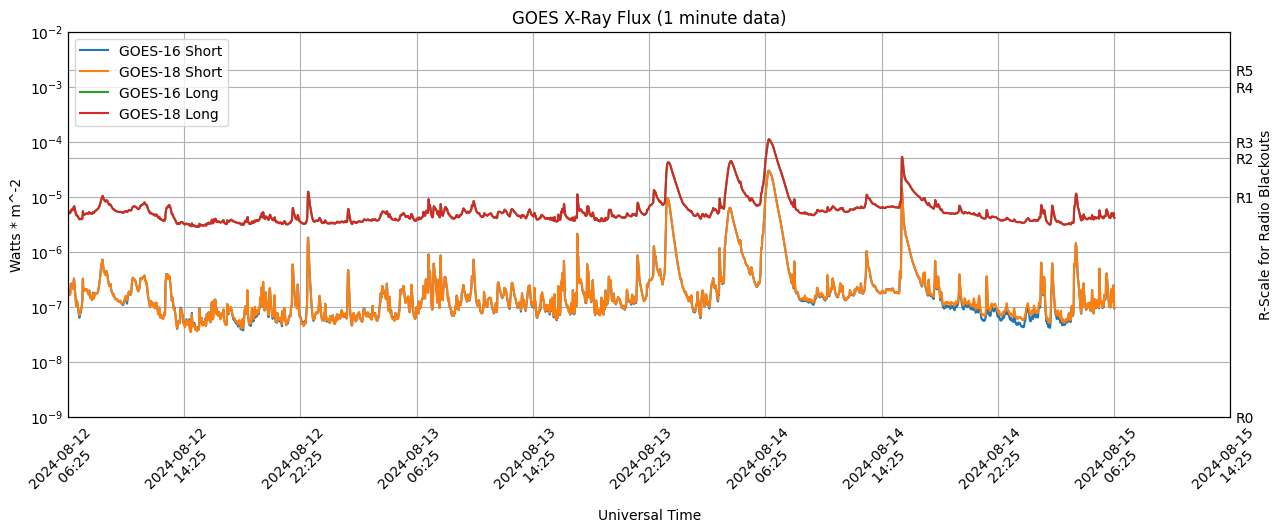 GOES X-Ray Flux (1 minute data)
GOES-16 Short
GOES-18 Short
GOES-16 Long
GOES-18 Long
10⁻²
10⁻³
10⁻⁴
10⁻⁵
10⁻⁶
10⁻⁷
10⁻⁸
10⁻⁹
Watts * m^-2
R5
R4
R3
R2
R1
R0
R-Scale for Radio Blackouts
2024-08-12
06:25
2024-08-12
14:25
2024-08-12
22:25
2024-08-13
06:25
2024-08-13
14:25
2024-08-13
22:25
2024-08-14
06:25
2024-08-14
14:25
2024-08-14
22:25
2024-08-15
06:25
2024-08-15
14:25
Universal Time